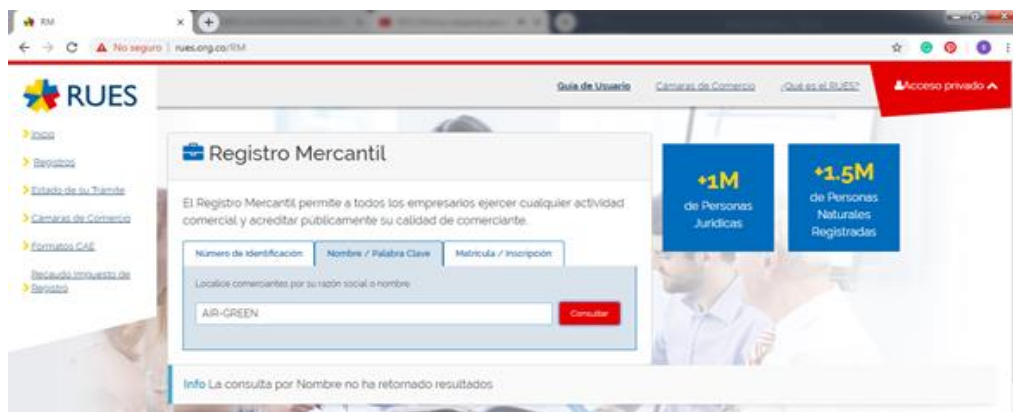 RM
No seguro | rues.org.co/RM
RUES
Guía de Usuario
Cámaras de Comercio
¿Qué es el RUES?
Acceso privado
Inicio
Registros
Estado de su Tramite
Cámaras de Comercio
Formatos CAE
Recaudo Impuesto de
Registro
Registro Mercantil
El Registro Mercantil permite a todos los empresarios ejercer cualquier actividad
comercial y acreditar públicamente su calidad de comerciante.
Número de Identificación
Nombre / Palabra Clave
Matrícula / Inscripción
Localice comerciantes por su razón social o nombre
AIR-GREEN
Consultar
Info La consulta por Nombre no ha retornado resultados
+1M
de Personas
Jurídicas
+1.5M
de Personas
Naturales
Registradas